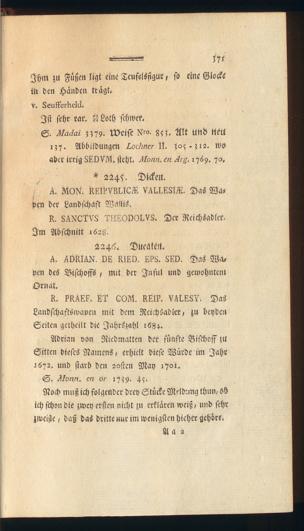 371
Ihm zu Füßen ligt eine Teufelsfigur, so eine Glocke
in den Händen trägt.
v. Seufferheld.
Ist sehr rar. Loth schwer.
S. Madai 3379. Weise Nro. 853. Alt und neu
137. Abbildungen Lochner II. 305-312. wo
aber irrig SEDVM. steht. Monn. en Arg. 1769. 70.
* 2245. Dicken.
A. MON. REIPVBLICÆ VALLESIÆ. Das Wa-
pen der Landschaft Wallis.
R. SANCTVS THEODOLVS. Der Reichsadler.
Im Abschnitt 1628.
2246. Ducaten.
A. ADRIAN. DE RIED. EPS. SED. Das Wa-
pen des Bischoffs, mit der Inful und gewohntem
Ornat.
R. PRAEF. ET COM. REIP. VALESY. Das
Landschaftswapen mit dem Reichsadler, zu beyden
Seiten getheilt die Jahrszahl 1684.
Adrian von Riedmatten der fünfte Bischoff zu
Sitten dieses Namens, erhielt diese Würde im Jahr
1672. und starb den 20sten May 1701.
S. Monn. en or 1759. 45.
Noch muß ich folgender drey Stücke Meldung thun, ob
ich schon die zwey ersten nicht zu erklären weiß, und sehr
zweifle, daß das dritte nur im wenigsten hieher gehöre.
A a 2